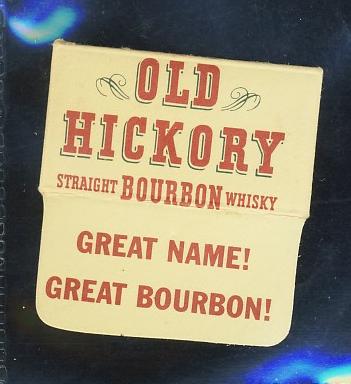 OLD
HICKORY
STRAIGHT BOURBON WHISKY
GREAT NAME!
GREAT BOURBON!